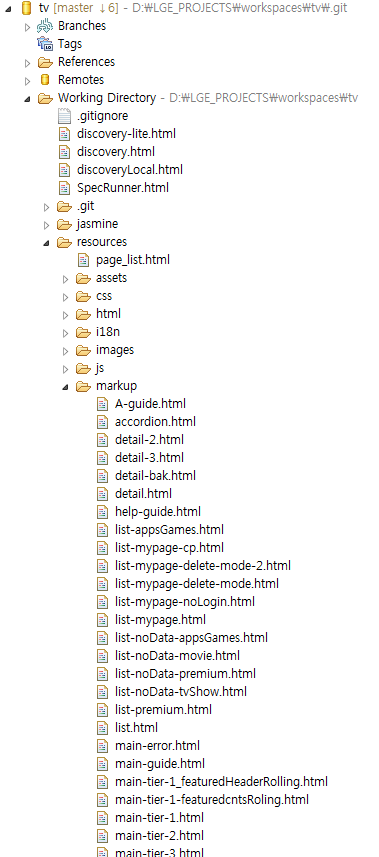 tv [master ↓6] - D:₩LGE_PROJECTS₩workspaces₩tv₩.git
Branches
Tags
References
Remotes
Working Directory - D:₩LGE_PROJECTS₩workspaces₩tv
.gitignore
discovery-lite.html
discovery.html
discoveryLocal.html
SpecRunner.html
.git
jasmine
resources
page_list.html
assets
css
html
i18n
images
js
markup
A-guide.html
accordion.html
detail-2.html
detail-3.html
detail-bak.html
detail.html
help-guide.html
list-appsGames.html
list-mypage-cp.html
list-mypage-delete-mode-2.html
list-mypage-delete-mode.html
list-mypage-noLogin.html
list-mypage.html
list-noData-appsGames.html
list-noData-movie.html
list-noData-premium.html
list-noData-tvShow.html
list-premium.html
list.html
main-error.html
main-guide.html
main-tier-1_featuredHeaderRolling.html
main-tier-1-featuredcntsRoling.html
main-tier-1.html
main-tier-2.html
main-tier-3.html